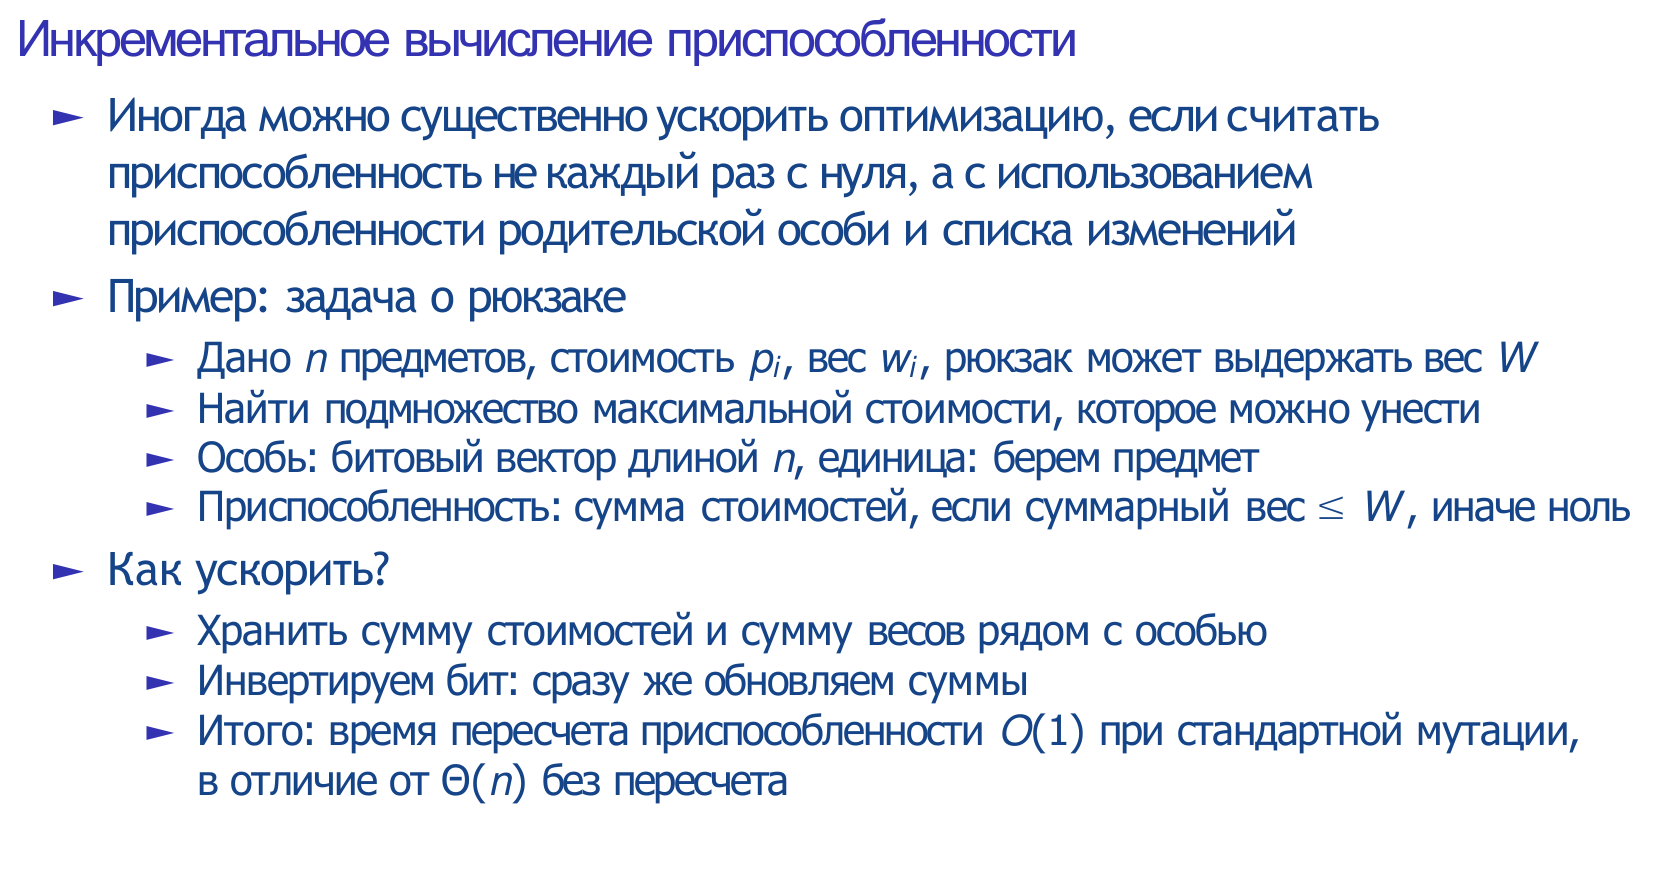 Инкрементальное вычисление приспособленности
► Иногда можно существенно ускорить оптимизацию, если считать
приспособленность не каждый раз с нуля, а с использованием
приспособленности родительской особи и списка изменений
► Пример: задача о рюкзаке
► Дано n предметов, стоимость pᵢ, вес wᵢ, рюкзак может выдержать вес W
► Найти подмножество максимальной стоимости, которое можно унести
► Особь: битовый вектор длиной n, единица: берем предмет
► Приспособленность: сумма стоимостей, если суммарный вес ≤ W, иначе ноль
► Как ускорить?
► Хранить сумму стоимостей и сумму весов рядом с особью
► Инвертируем бит: сразу же обновляем суммы
► Итого: время пересчета приспособленности O(1) при стандартной мутации,
в отличие от Θ(n) без пересчета